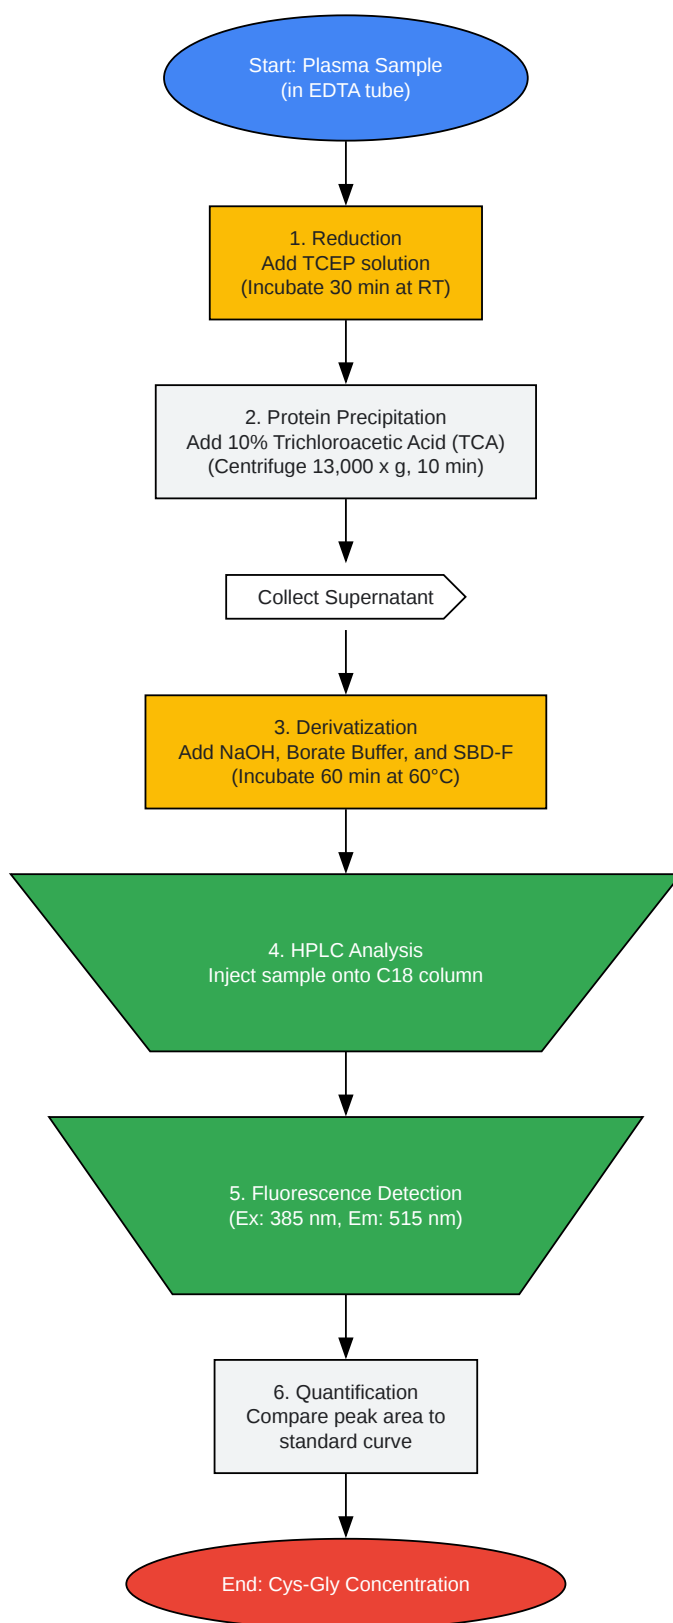 Start: Plasma Sample
(in EDTA tube)
1. Reduction
Add TCEP solution
(Incubate 30 min at RT)
2. Protein Precipitation
Add 10% Trichloroacetic Acid (TCA)
(Centrifuge 13,000 x g, 10 min)
Collect Supernatant
3. Derivatization
Add NaOH, Borate Buffer, and SBD-F
(Incubate 60 min at 60°C)
4. HPLC Analysis
Inject sample onto C18 column
5. Fluorescence Detection
(Ex: 385 nm, Em: 515 nm)
6. Quantification
Compare peak area to
standard curve
End: Cys-Gly Concentration